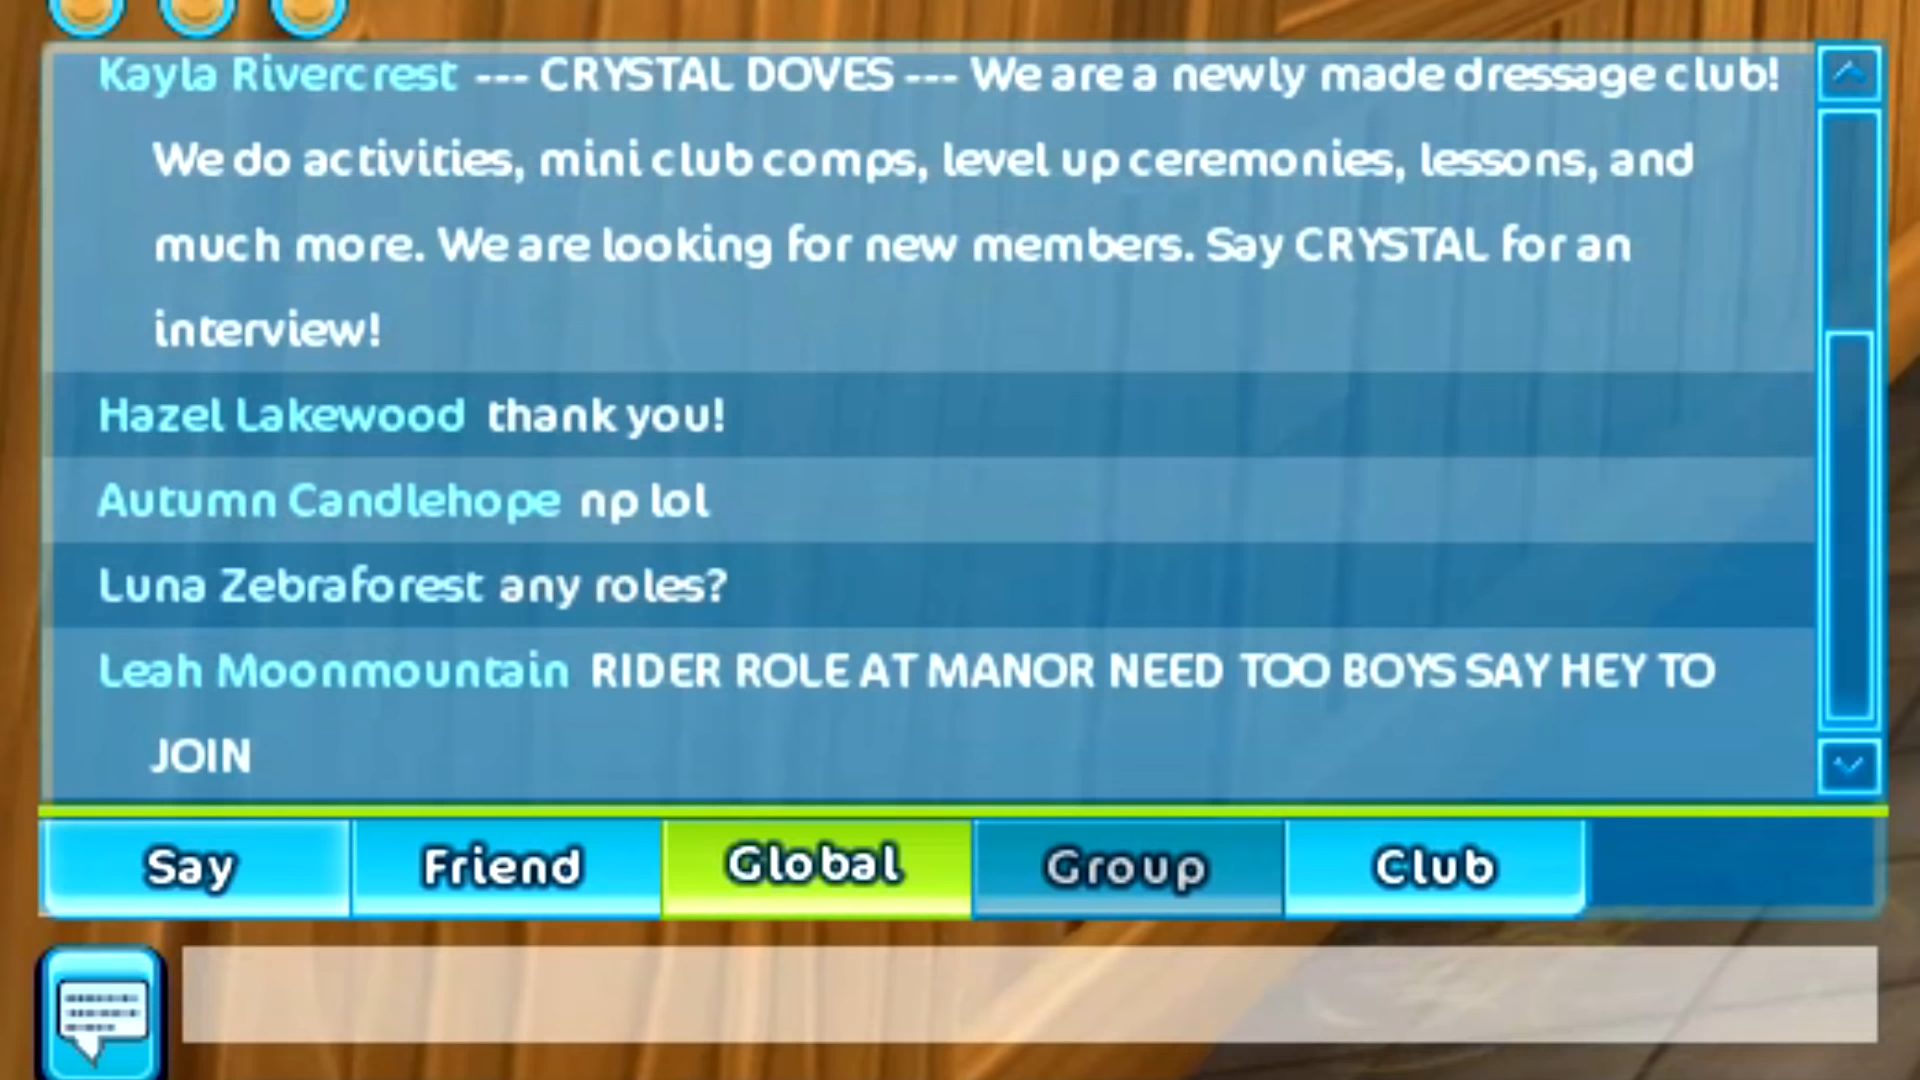 Kayla Rivercrest --- CRYSTAL DOVES --- We are a newly made dressage club!
We do activities, mini club comps, level up ceremonies, lessons, and
much more. We are looking for new members. Say CRYSTAL for an
interview!
Hazel Lakewood thank you!
Autumn Candlehope np lol
Luna Zebraforest any roles?
Leah Moonmountain RIDER ROLE AT MANOR NEED TOO BOYS SAY HEY TO
JOIN
Say Friend Global Group Club